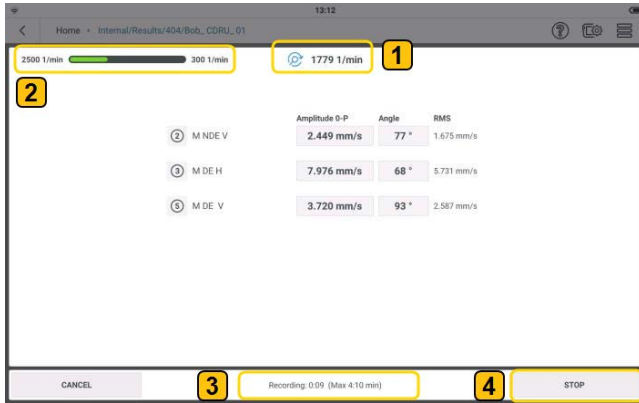 13:12
Home › Internal/Results/404/Bob_CDRU_01
2500 1/min 300 1/min 1779 1/min 1
2
Amplitude 0-P Angle RMS
2 M NDE V 2.449 mm/s 77 ° 1.675 mm/s
3 M DE H 7.976 mm/s 68 ° 5.731 mm/s
5 M DE V 3.720 mm/s 93 ° 2.587 mm/s
CANCEL 3 Recording: 0:09 (Max 4:10 min) 4 STOP